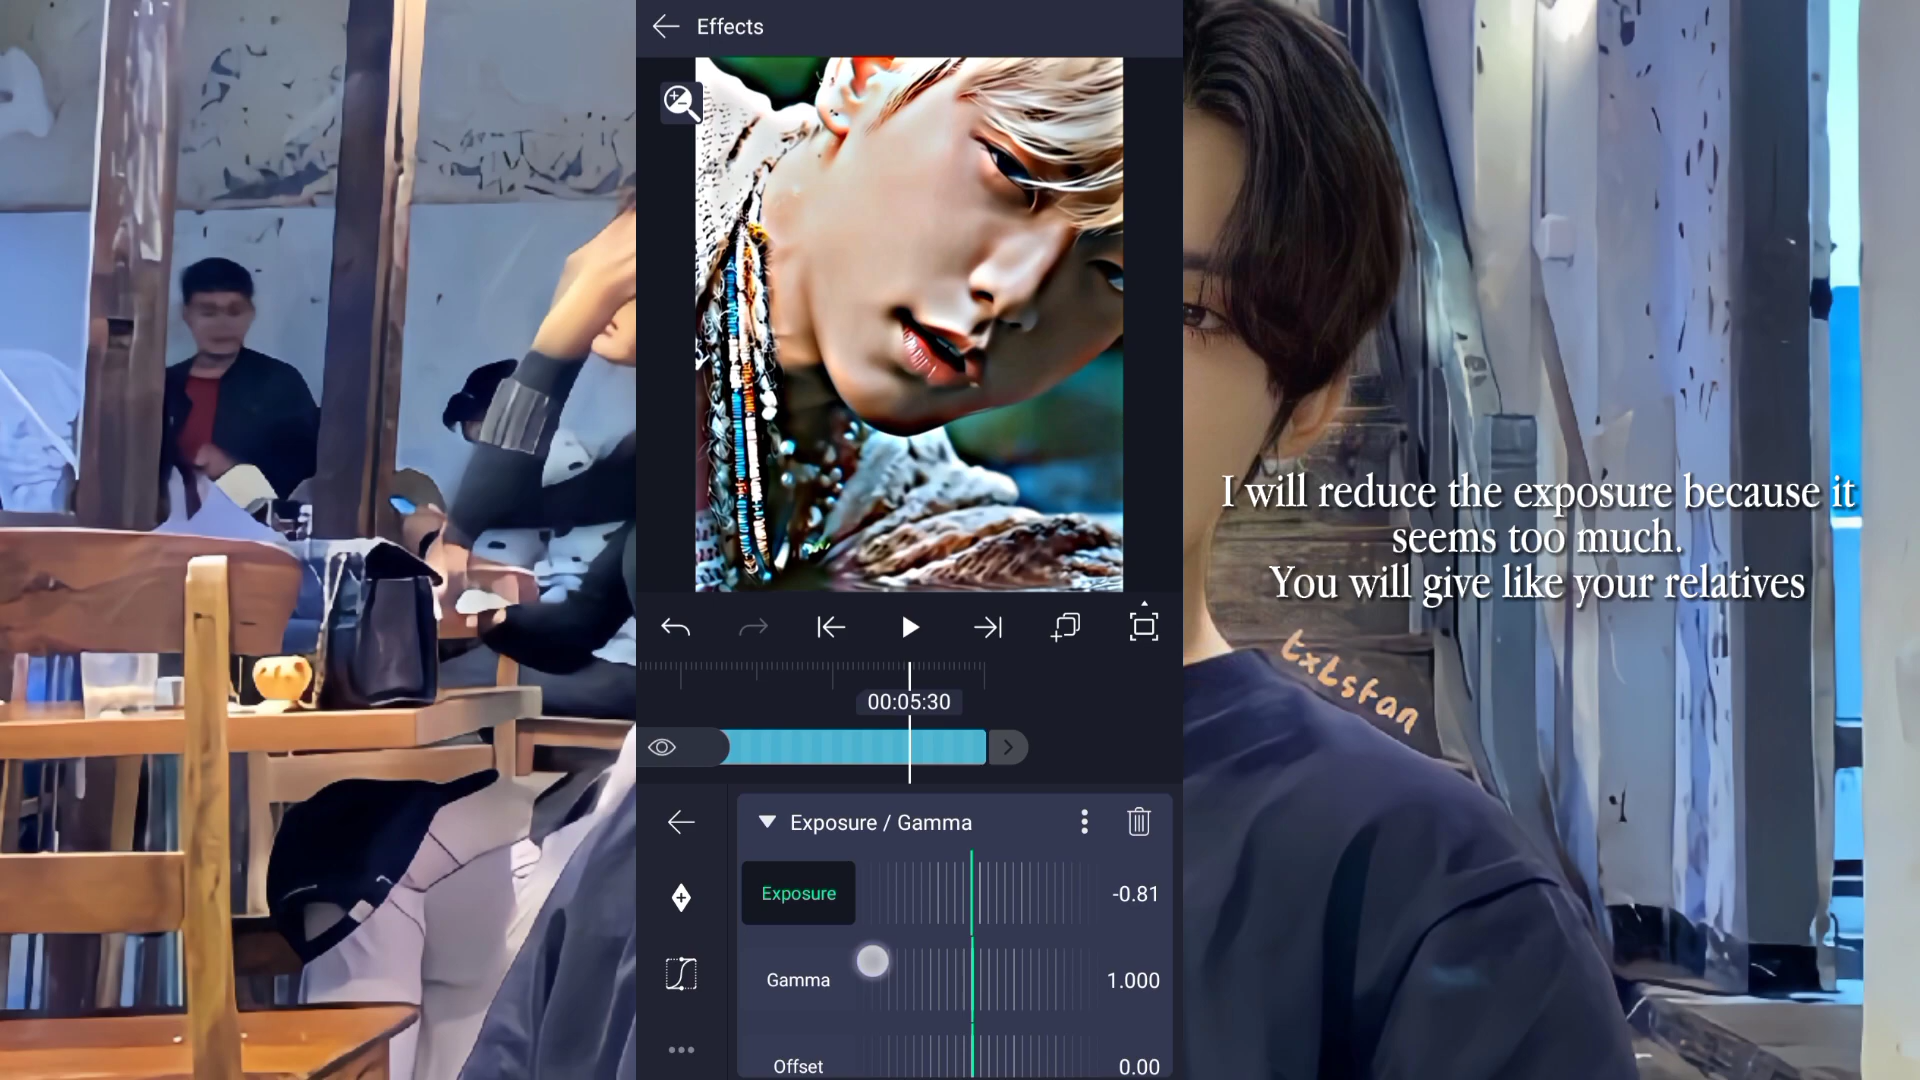 Effects
00:05:30
Exposure / Gamma
Exposure
-0.81
Gamma
1.000
Offset
0.00
I will reduce the exposure because it
seems too much.
You will give like your relatives
txtsfan